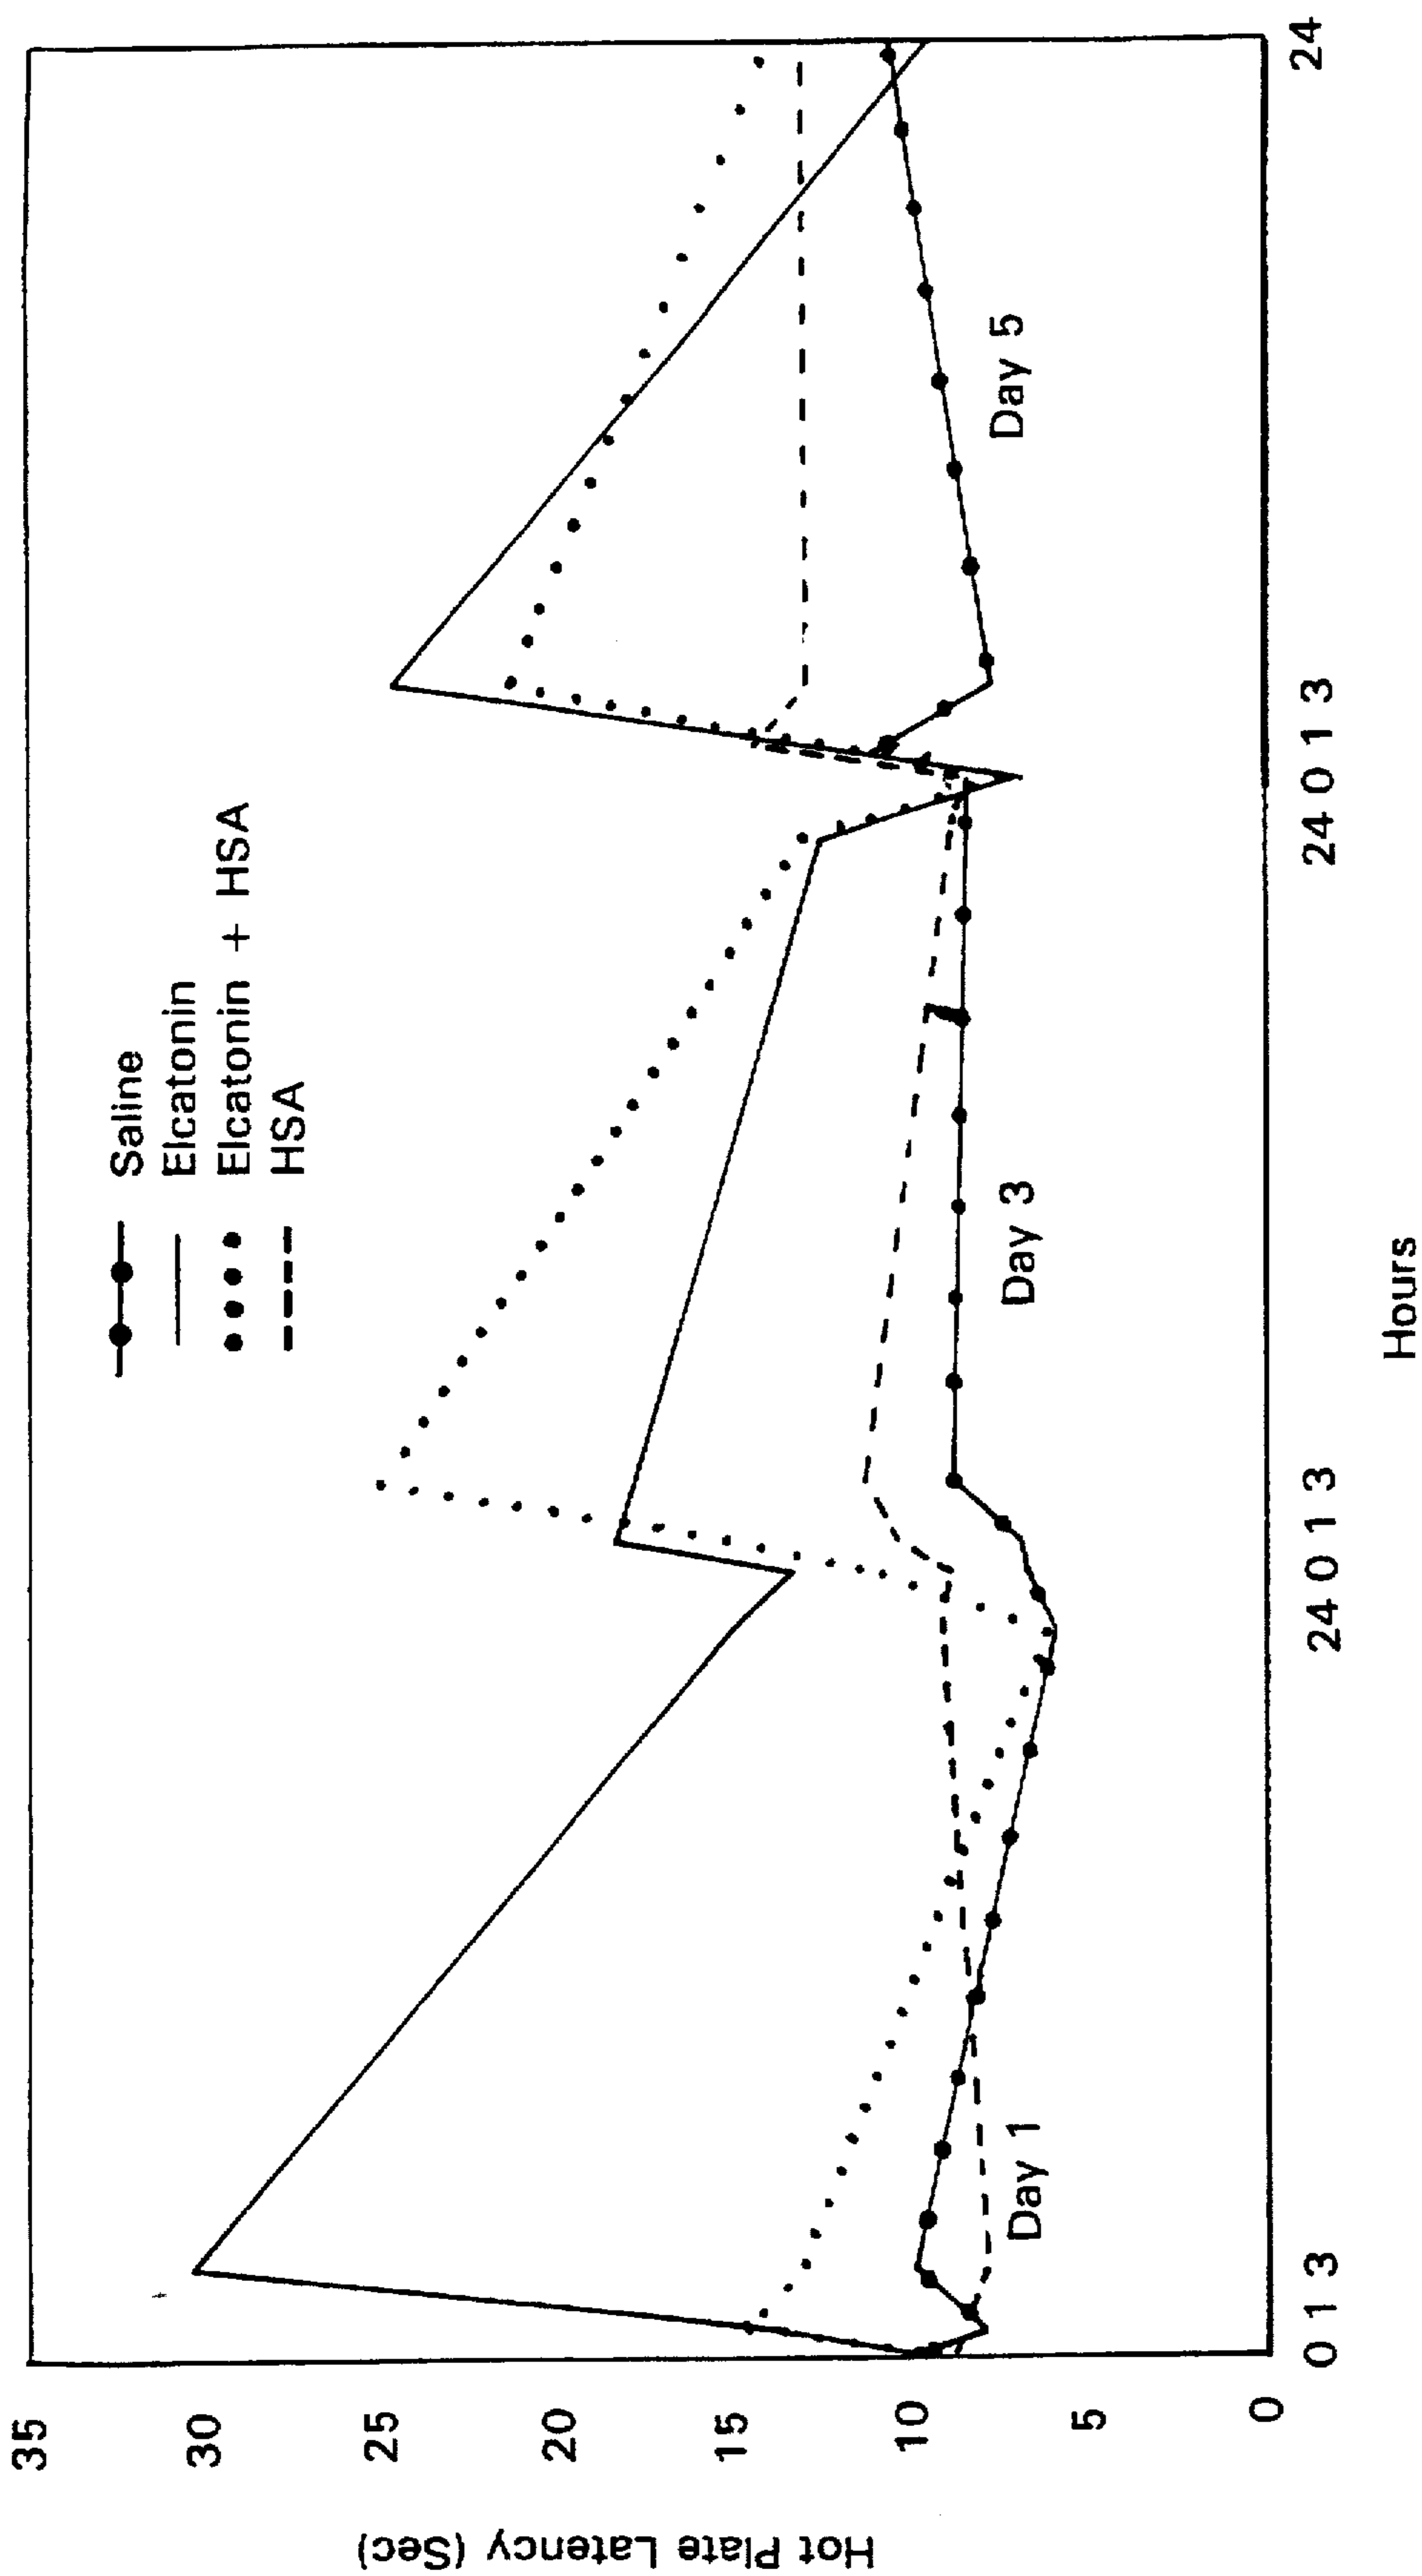 Hot Plate Latency (Sec)
35
30
25
20
15
10
5
0
Saline
Elcatonin
Elcatonin + HSA
HSA
Day 1
Day 3
Day 5
0 1 3
24 0 1 3
24 0 1 3
24
Hours